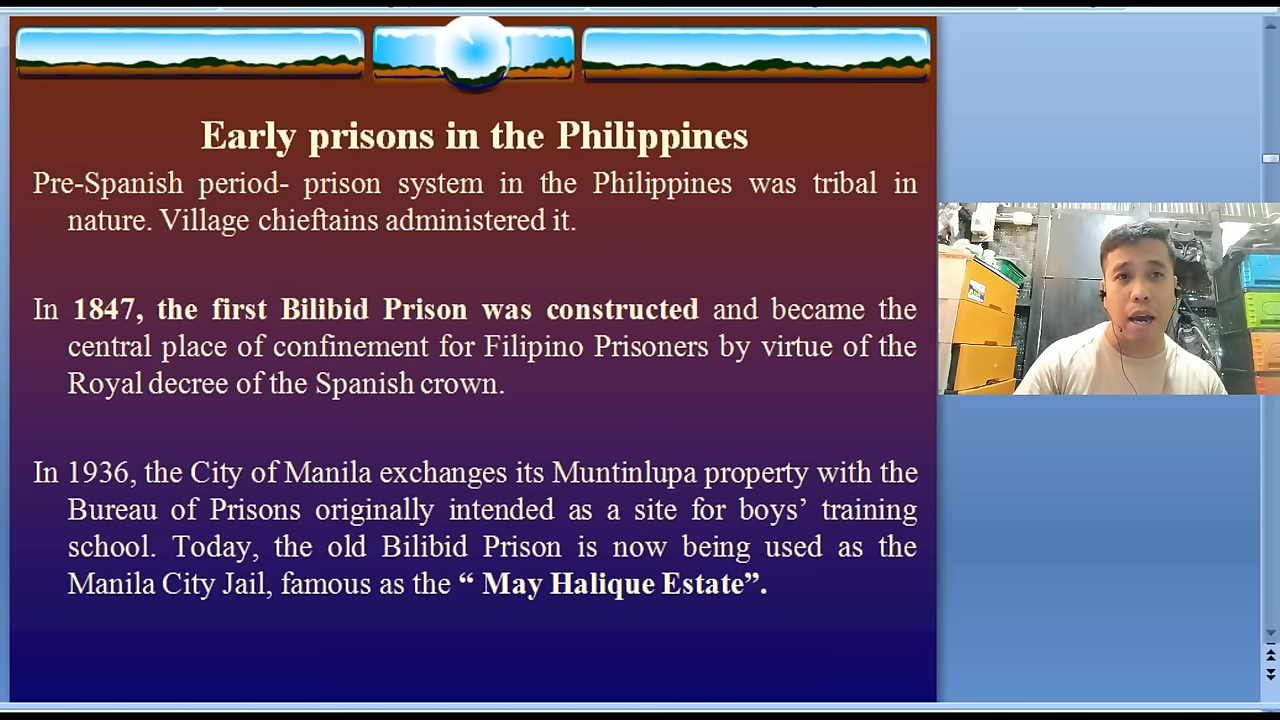 Early prisons in the Philippines
Pre-Spanish period- prison system in the Philippines was tribal in
nature. Village chieftains administered it.
In 1847, the first Bilibid Prison was constructed and became the
central place of confinement for Filipino Prisoners by virtue of the
Royal decree of the Spanish crown.
In 1936, the City of Manila exchanges its Muntinlupa property with the
Bureau of Prisons originally intended as a site for boys’ training
school. Today, the old Bilibid Prison is now being used as the
Manila City Jail, famous as the “ May Halique Estate”.